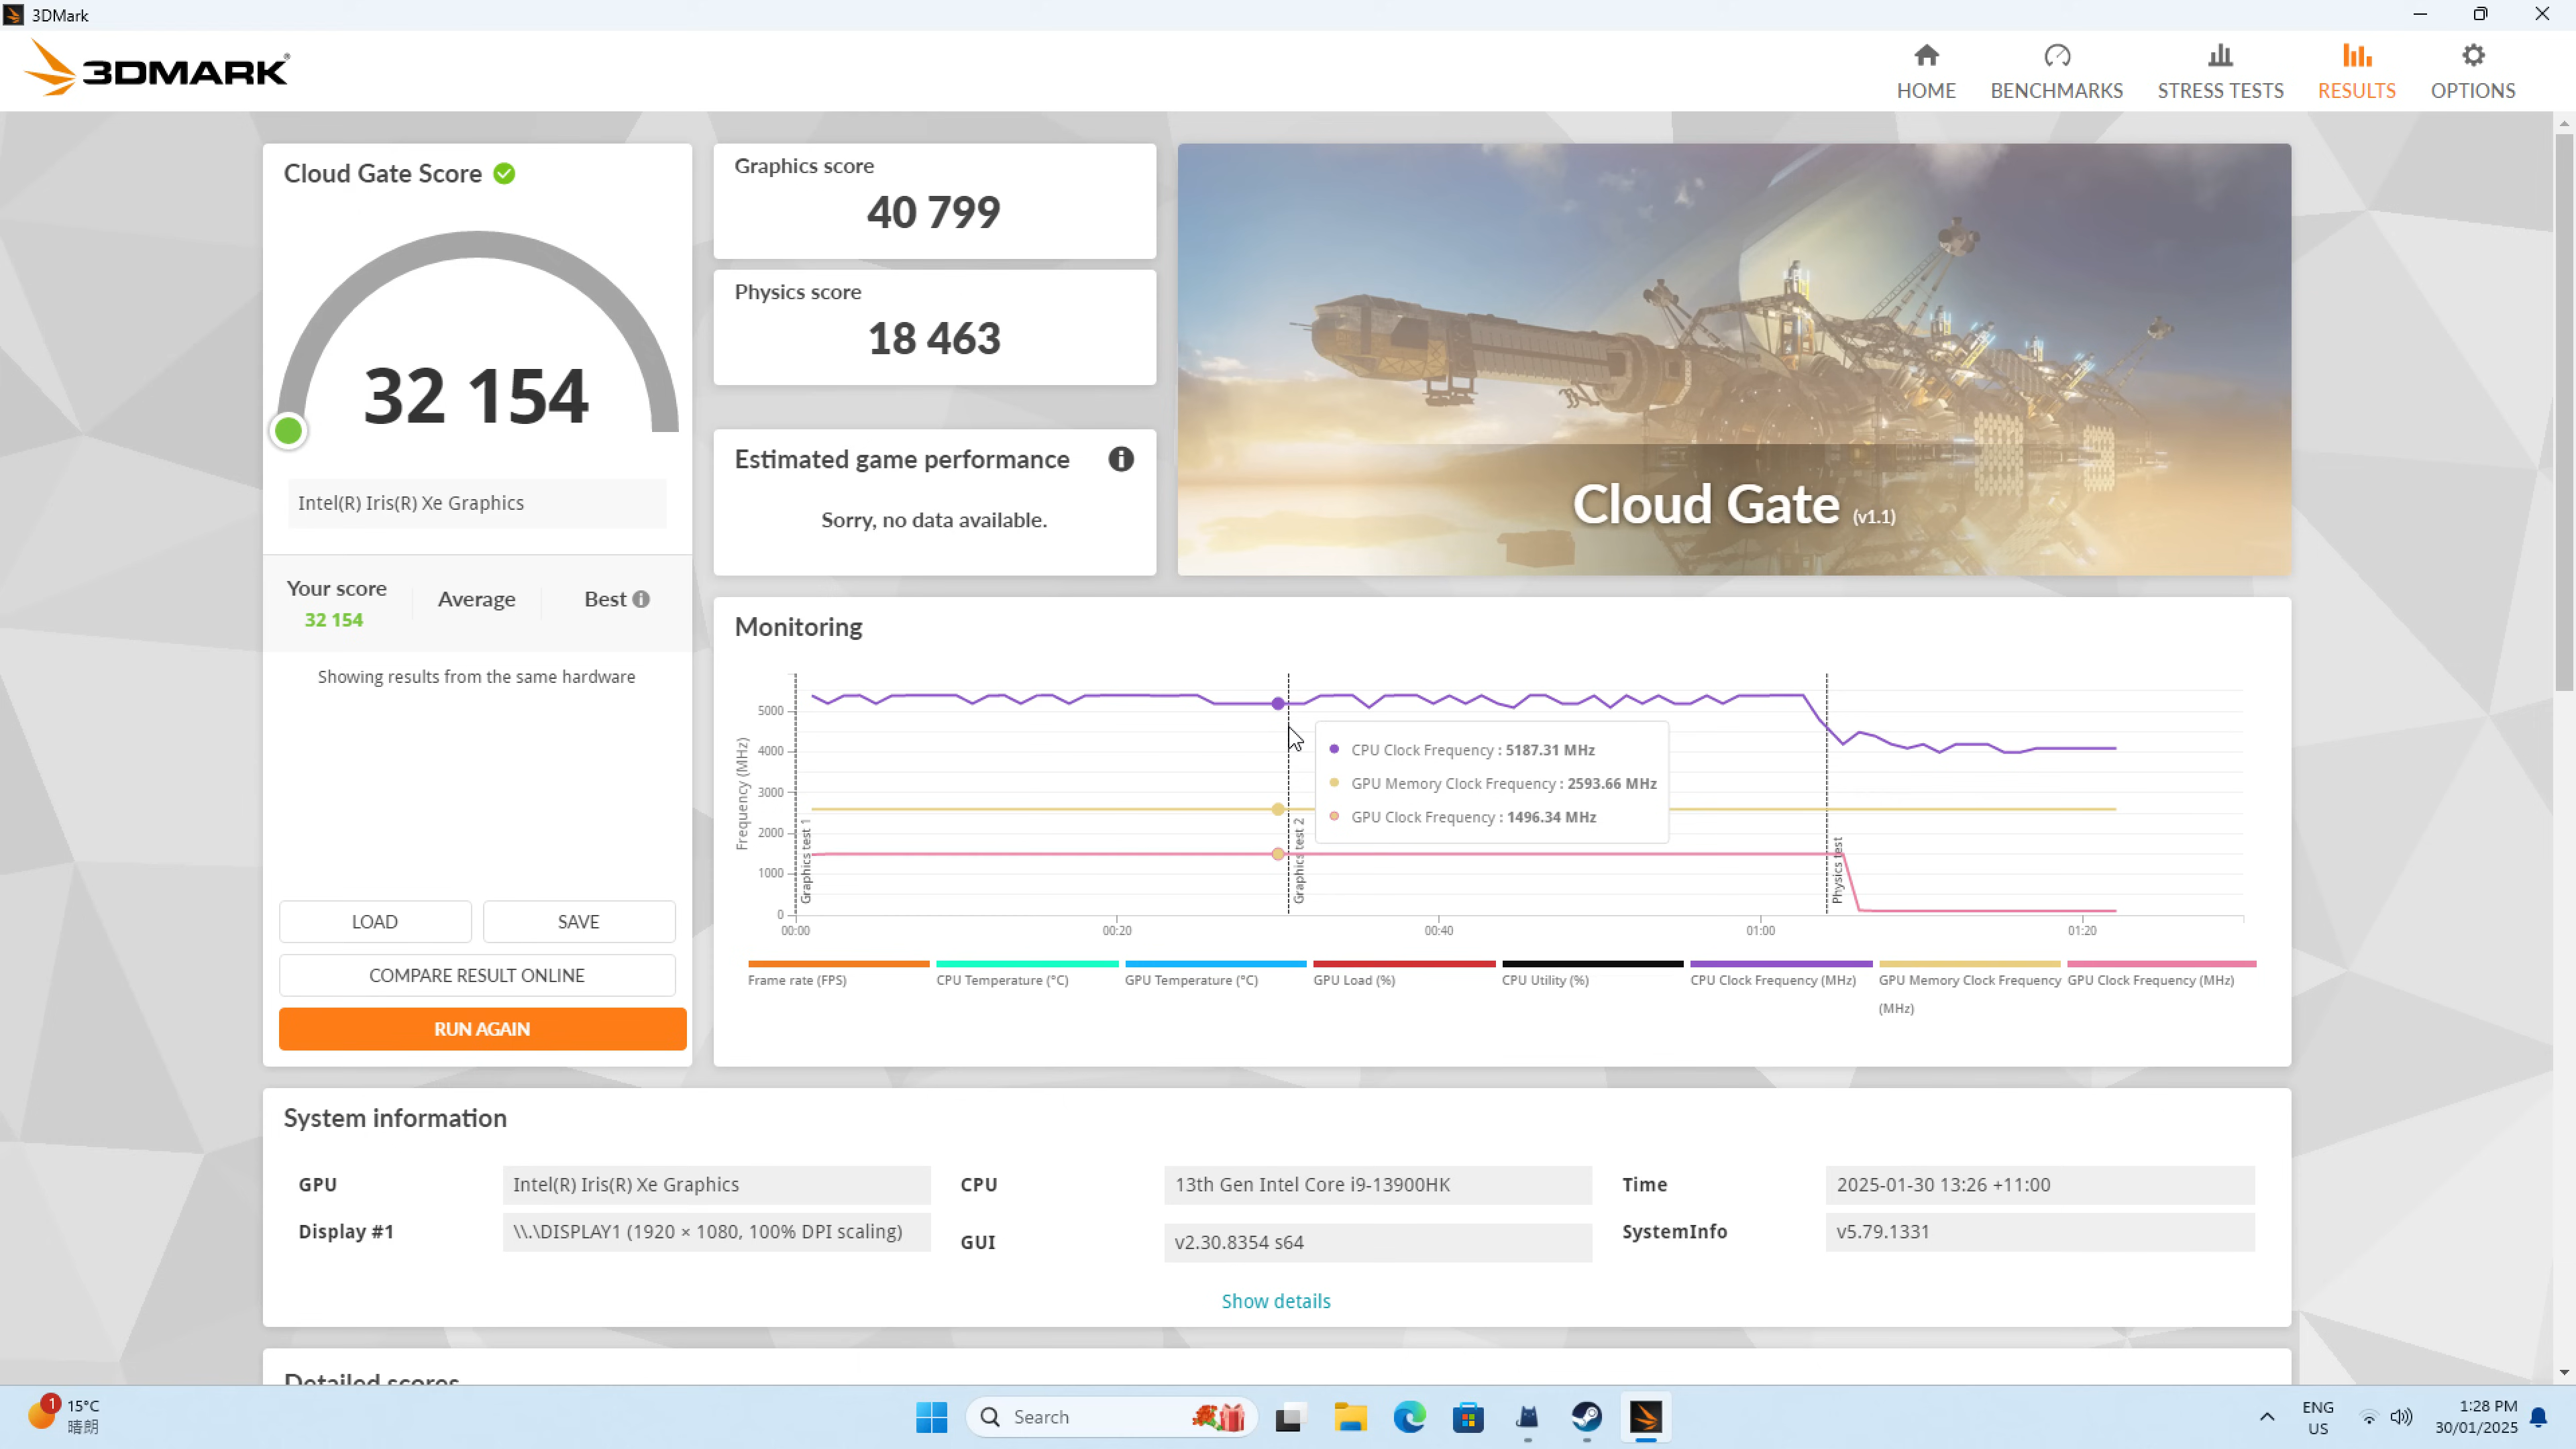 3DMark
3DMARK
HOME
BENCHMARKS
STRESS TESTS
RESULTS
OPTIONS
Cloud Gate Score
32 154
Intel(R) Iris(R) Xe Graphics
Your score
32 154
Average
Best
Showing results from the same hardware
LOAD
SAVE
COMPARE RESULT ONLINE
RUN AGAIN
Graphics score
40 799
Physics score
18 463
Estimated game performance
Sorry, no data available.
Cloud Gate (v1.1)
Monitoring
Frequency (MHz)
5000
4000
3000
2000
1000
0
Graphics test 1
Graphics test 2
Physics test
CPU Clock Frequency : 5187.31 MHz
GPU Memory Clock Frequency : 2593.66 MHz
GPU Clock Frequency : 1496.34 MHz
00:00
00:20
00:40
01:00
01:20
Frame rate (FPS)
CPU Temperature (°C)
GPU Temperature (°C)
GPU Load (%)
CPU Utility (%)
CPU Clock Frequency (MHz)
GPU Memory Clock Frequency
(MHz)
GPU Clock Frequency (MHz)
System information
GPU
Intel(R) Iris(R) Xe Graphics
CPU
13th Gen Intel Core i9-13900HK
Time
2025-01-30 13:26 +11:00
Display #1
\\.\DISPLAY1 (1920 × 1080, 100% DPI scaling)
GUI
v2.30.8354 s64
SystemInfo
v5.79.1331
Show details
Detailed scores
1
15°C
晴朗
Search
ENG
US
1:28 PM
30/01/2025